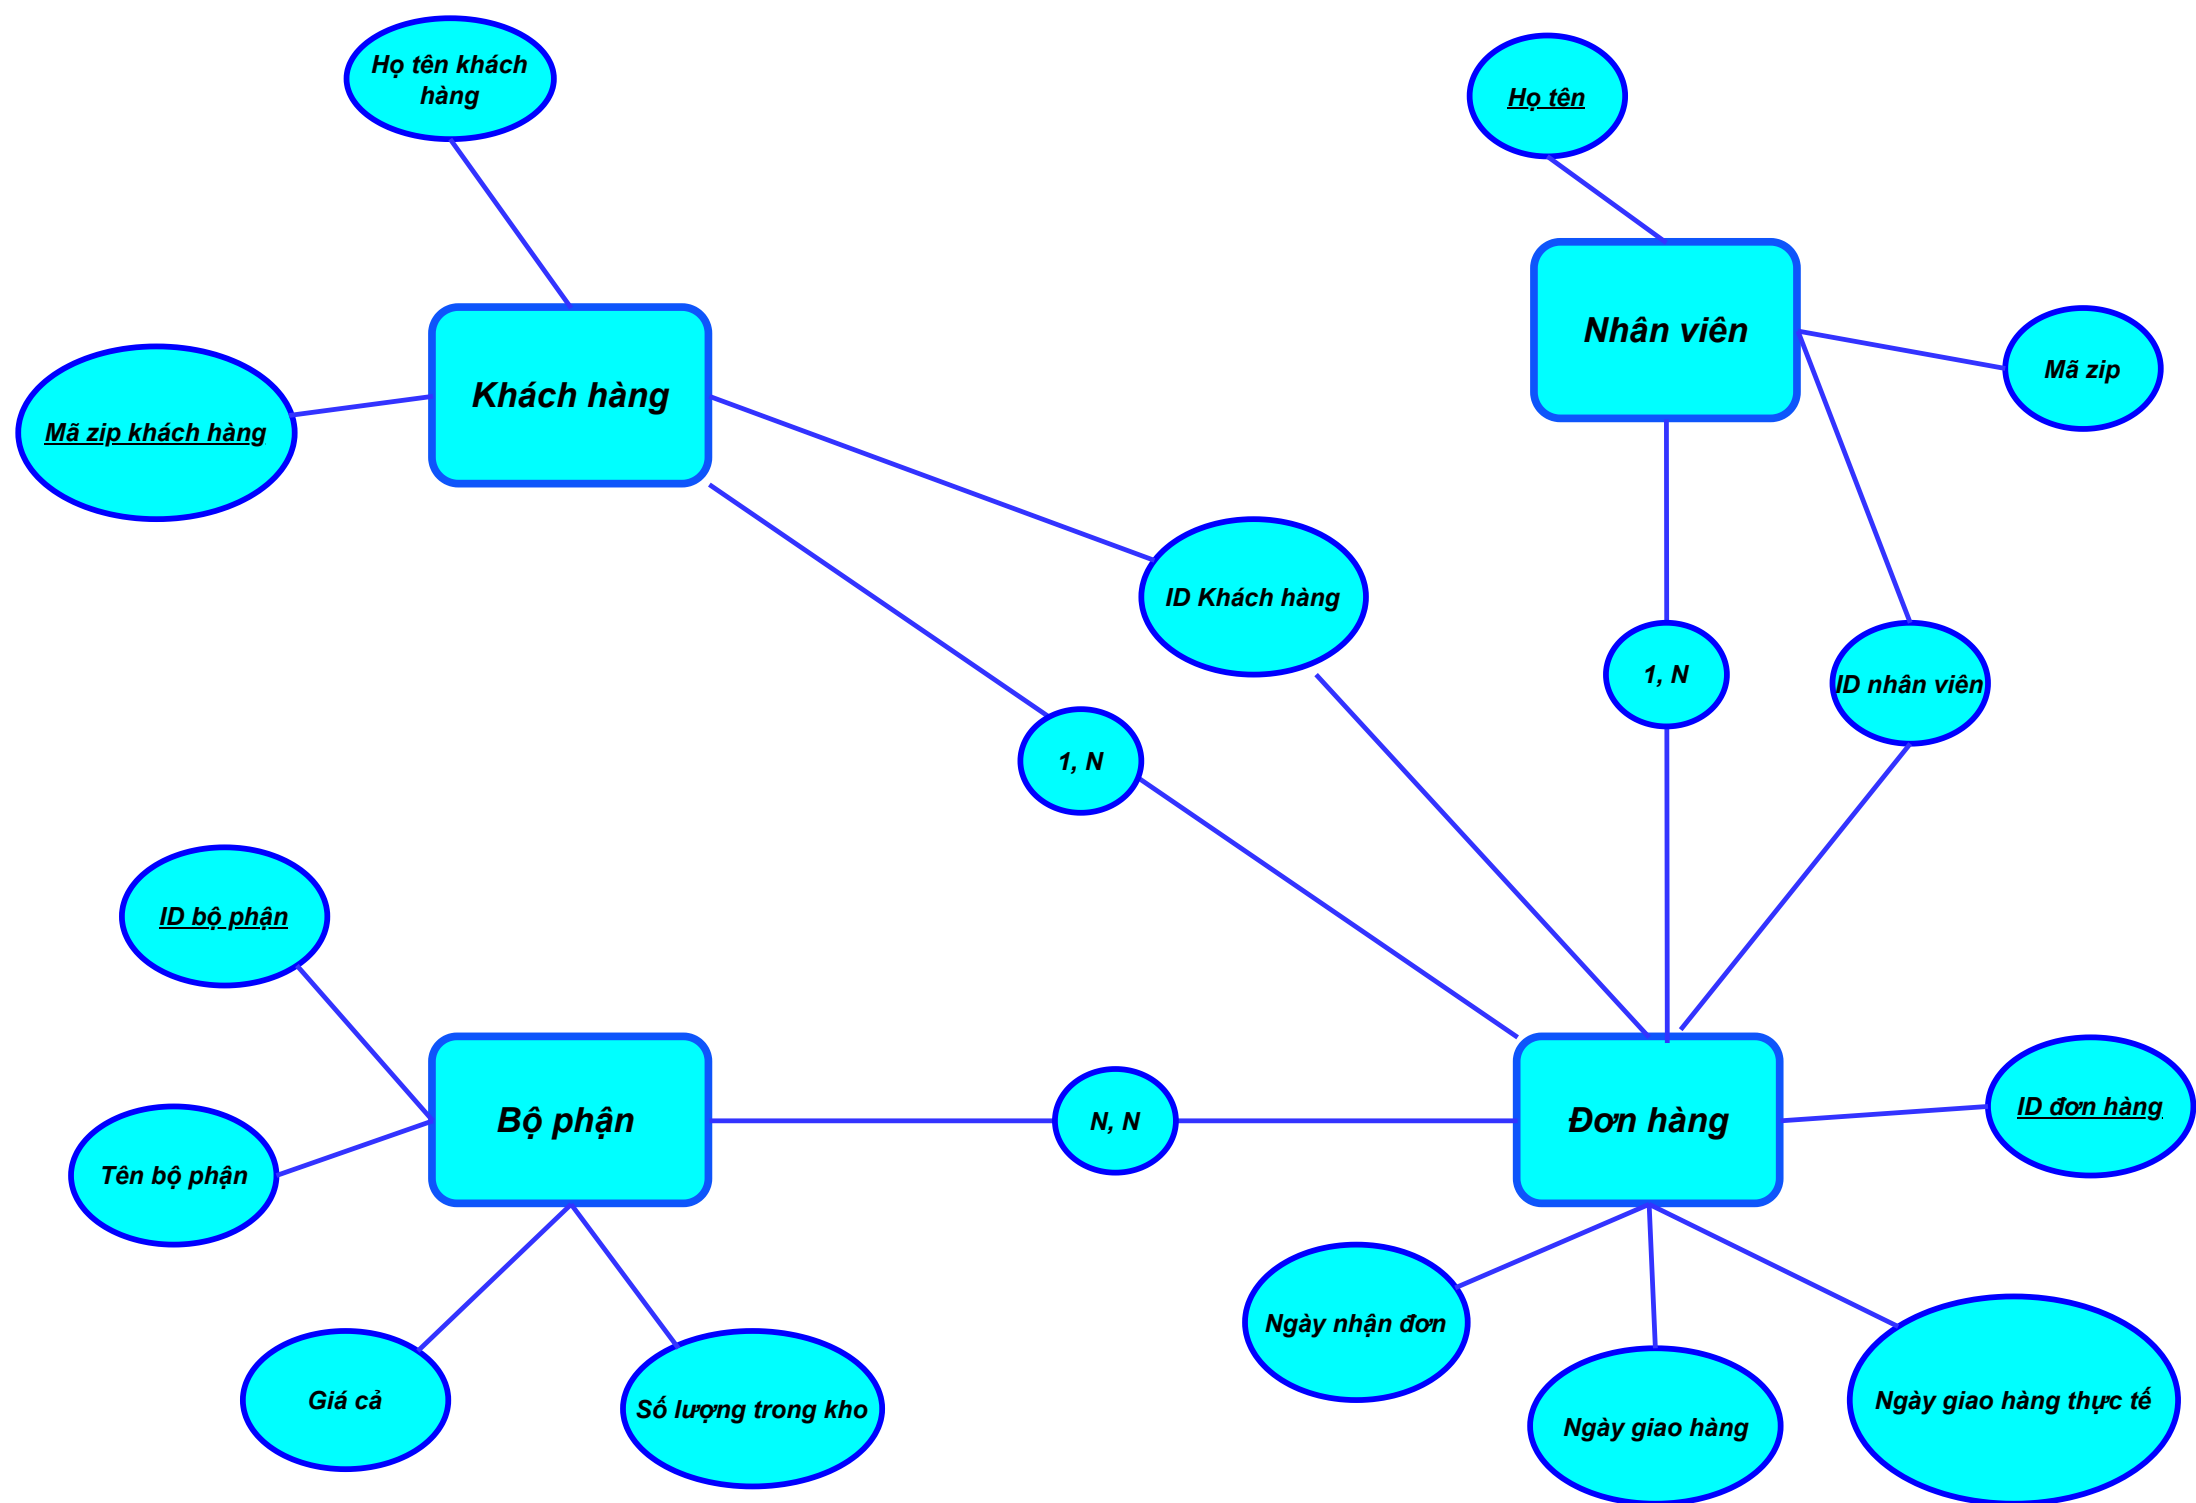 Họ tên khách
hàng
Họ tên
Nhân viên
Mã zip
Khách hàng
Mã zip khách hàng
ID Khách hàng
1, N
ID nhân viên
1, N
ID bộ phận
Bộ phận
N, N
Đơn hàng
ID đơn hàng
Tên bộ phận
Ngày nhận đơn
Giá cả
Số lượng trong kho
Ngày giao hàng
Ngày giao hàng thực tế